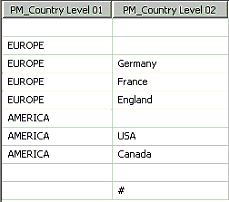 PM_Country Level 01 PM_Country Level 02
EUROPE
EUROPE Germany
EUROPE France
EUROPE England
AMERICA
AMERICA USA
AMERICA Canada
#